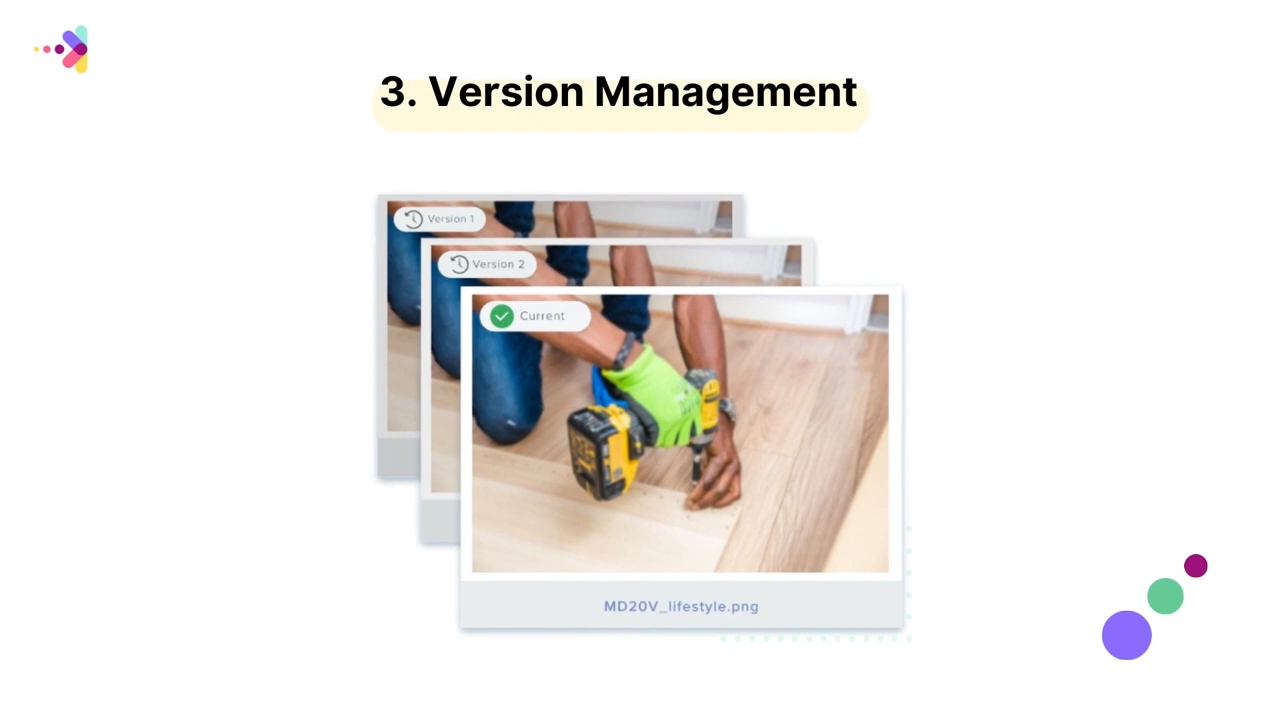 3. Version Management
Version 1
Version 2
Current
MD20V_lifestyle.png